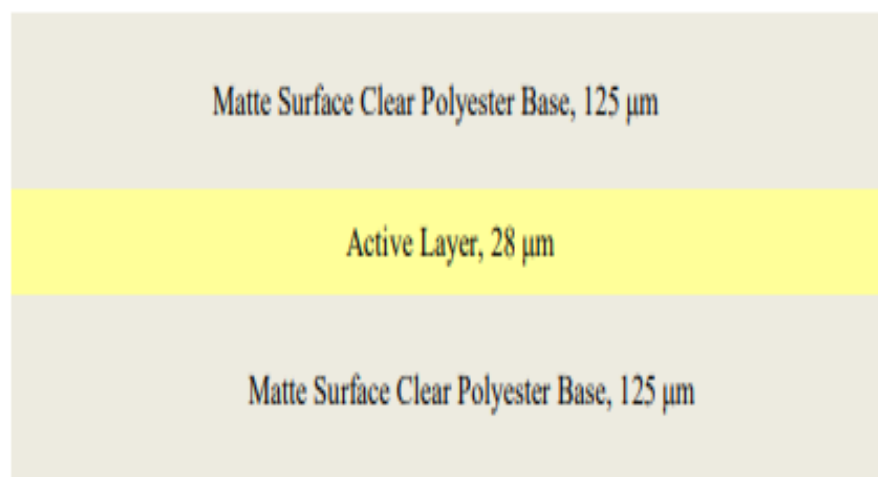 Matte Surface Clear Polyester Base, 125 μm
Active Layer, 28 μm
Matte Surface Clear Polyester Base, 125 μm